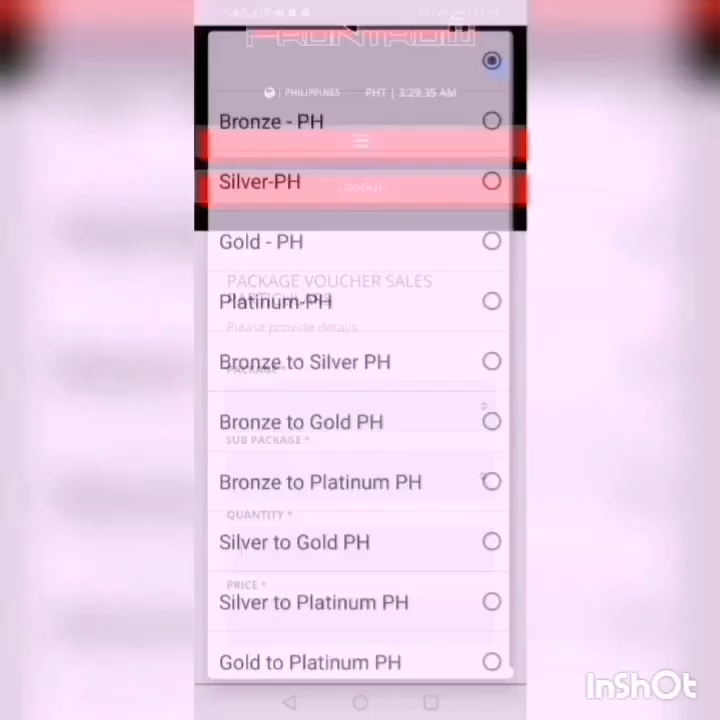 FRONTROW
| PHILIPPINES PHT | 3:29:35 AM
Bronze - PH
Silver-PH
LOGOUT
Gold - PH
PACKAGE VOUCHER SALES
Platinum-PH
Please provide details
Bronze to Silver PH
PACKAGE *
Bronze to Gold PH
SUB PACKAGE *
Bronze to Platinum PH
QUANTITY *
Silver to Gold PH
PRICE *
Silver to Platinum PH
Gold to Platinum PH
InShOt